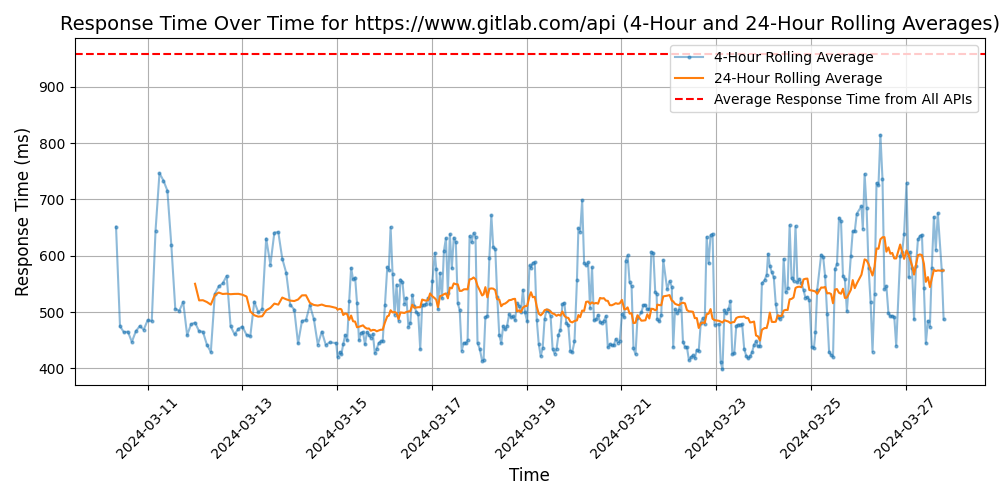 Response Time Over Time for https://www.gitlab.com/api (4-Hour and 24-Hour Rolling Averages)
4-Hour Rolling Average
24-Hour Rolling Average
Average Response Time from All APIs
Response Time (ms)
900
800
700
600
500
400
2024-03-11
2024-03-13
2024-03-15
2024-03-17
2024-03-19
2024-03-21
2024-03-23
2024-03-25
2024-03-27
Time